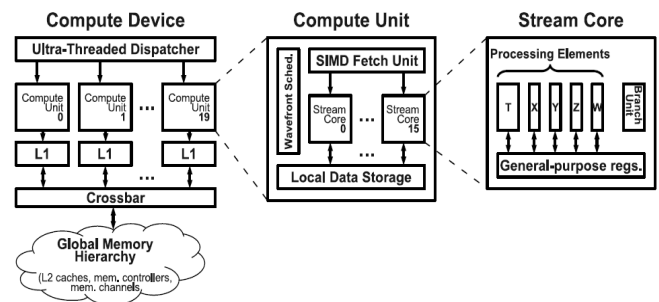 Compute Device
Ultra-Threaded Dispatcher
Compute Unit 0
Compute Unit 1
...
Compute Unit 19
L1
L1
L1
...
Crossbar
Global Memory
Hierarchy
(L2 caches, mem. controllers,
mem. channels,
Compute Unit
Wavefront Sched.
SIMD Fetch Unit
Stream Core 0
...
Stream Core 15
...
Local Data Storage
Stream Core
Processing Elements
T
X
Y
Z
W
Branch
Unit
General-purpose regs.